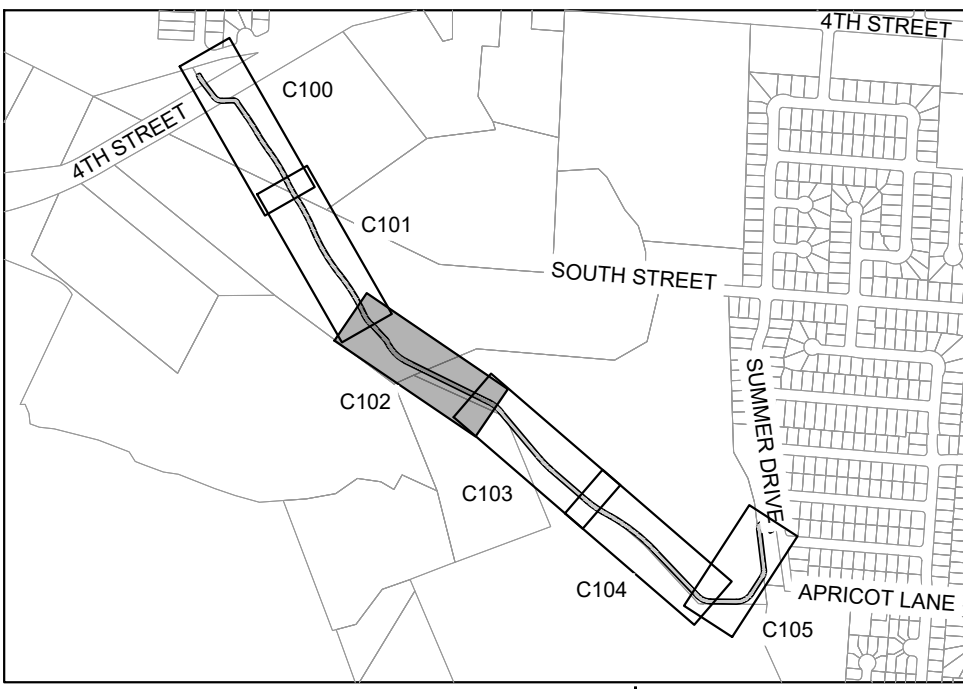 4TH STREET
C100
4TH STREET
C101
SOUTH STREET
C102
SUMMER DRIVE
C103
C104
APRICOT LANE
C105